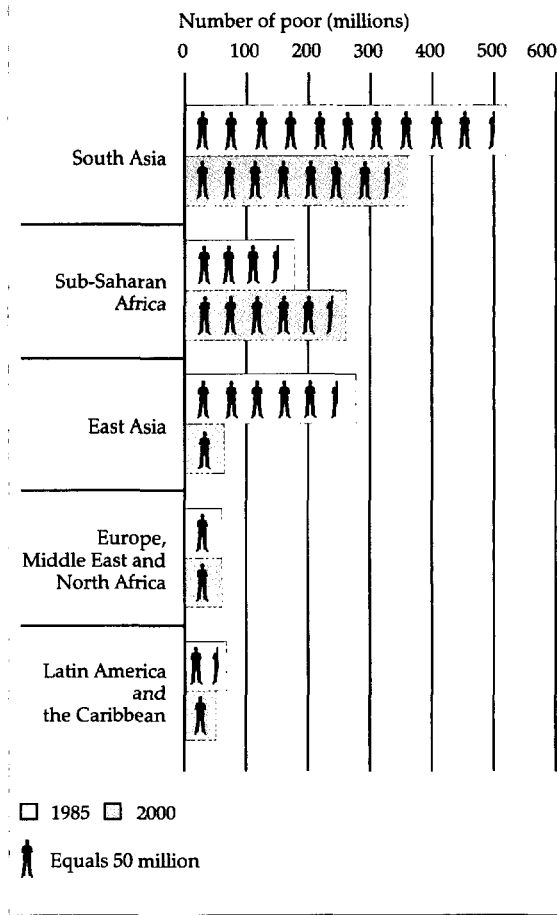 Number of poor (millions)
0 100 200 300 400 500 600
South Asia
Sub-Saharan
Africa
East Asia
Europe,
Middle East and
North Africa
Latin America
and
the Caribbean
1985 2000
Equals 50 million